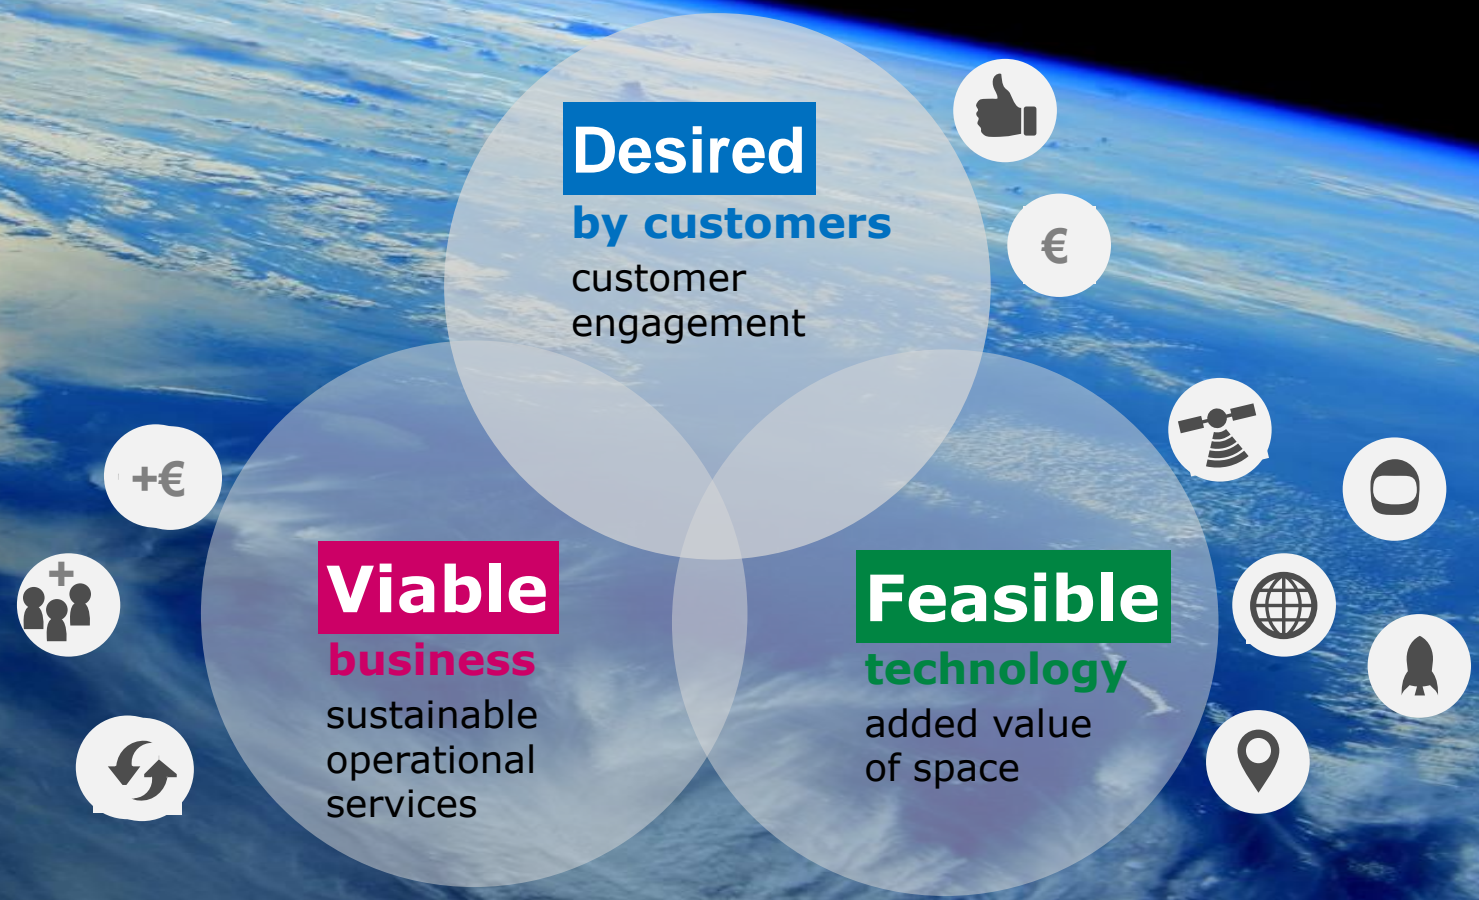 Desired
by customers
customer
engagement
€
+€
+
Viable
business
sustainable
operational
services
Feasible
technology
added value
of space